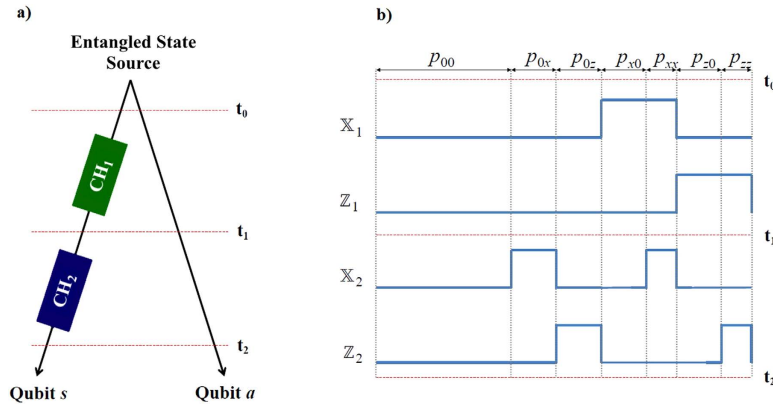 a)
Entangled State
Source
t0
CH1
t1
CH2
t2
Qubit s
Qubit a
b)
p00 p0x p0z px0 pxx pz0 pzz
t0
𝕏1
ℤ1
t1
𝕏2
ℤ2
t2